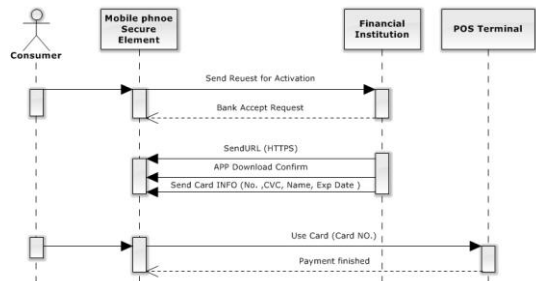 Mobile phnoe
Secure
Element
Financial
Institution
POS Terminal
Consumer
Send Reuest for Activation
Bank Accept Request
SendURL (HTTPS)
APP Download Confirm
Send Card INFO (No. ,CVC, Name, Exp Date )
Use Card (Card NO.)
Payment finished